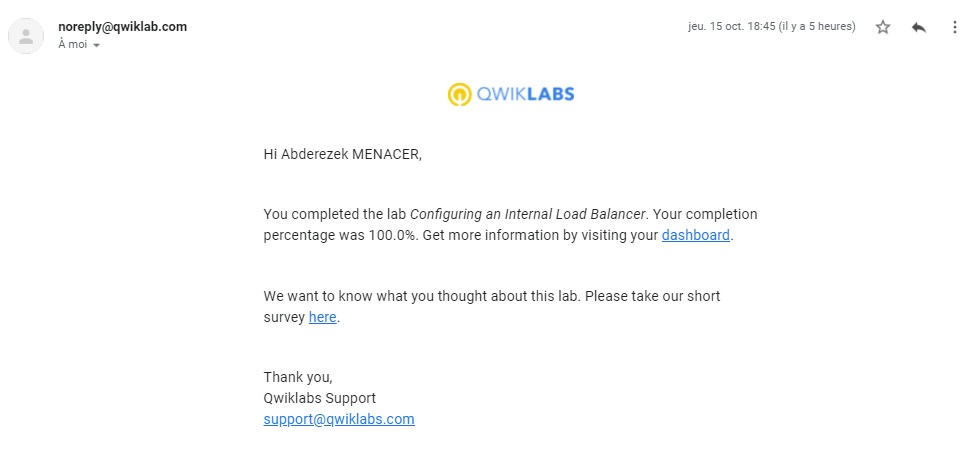 noreply@qwiklab.com
jeu. 15 oct. 18:45 (il y a 5 heures)
À moi
QWIKLABS
Hi Abderezek MENACER,
You completed the lab Configuring an Internal Load Balancer. Your completion
percentage was 100.0%. Get more information by visiting your dashboard.
We want to know what you thought about this lab. Please take our short
survey here.
Thank you,
Qwiklabs Support
support@qwiklabs.com